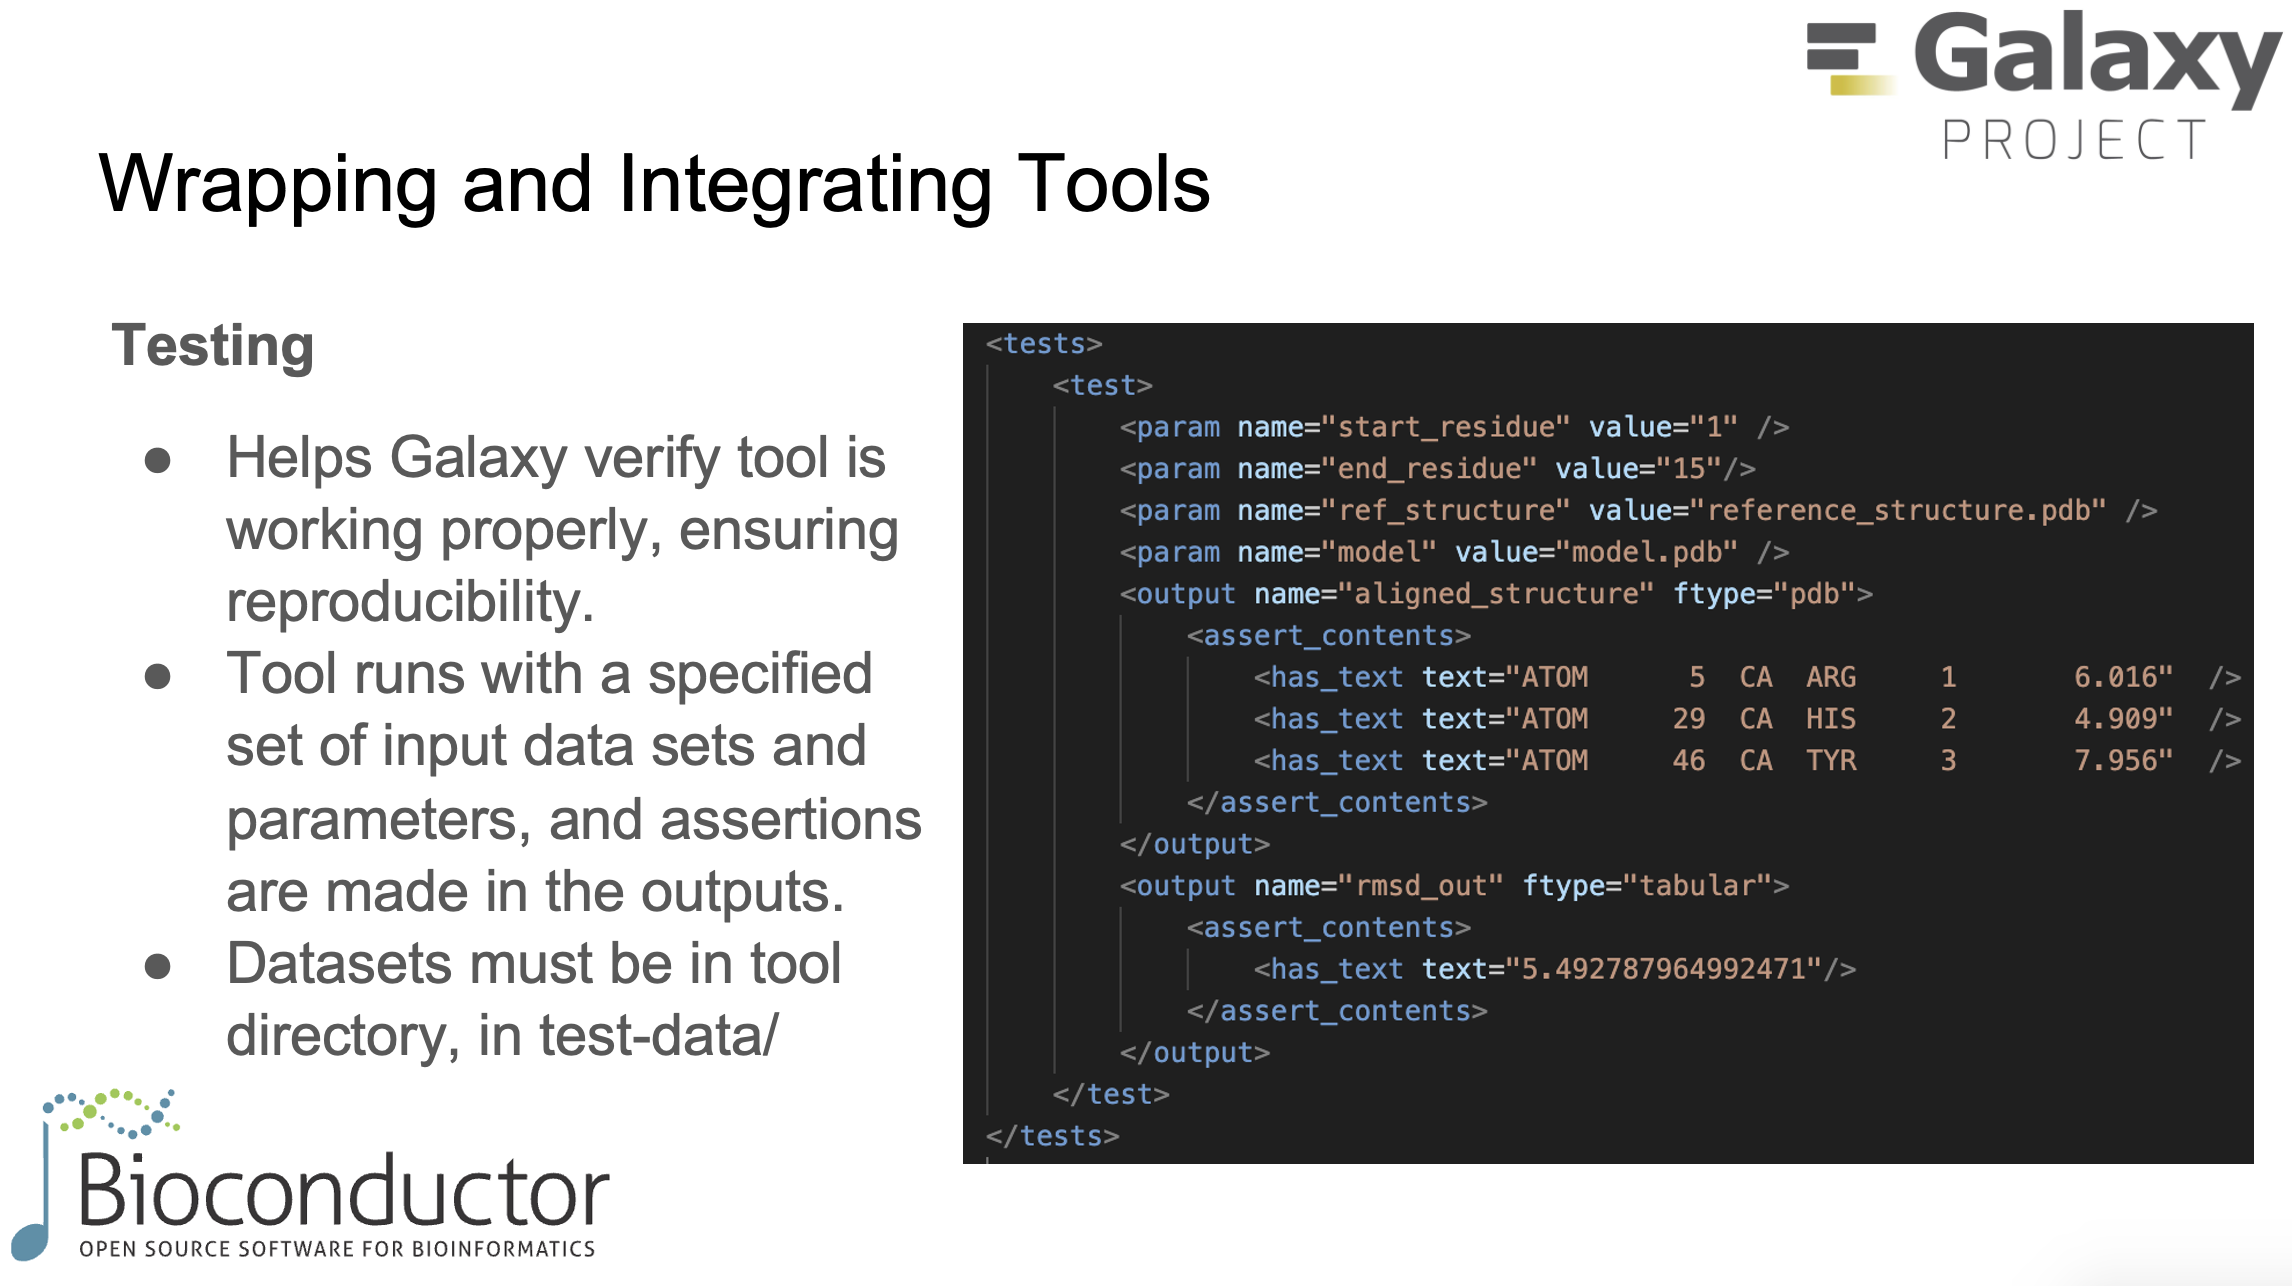 Galaxy
PROJECT
Wrapping and Integrating Tools
Testing
● Helps Galaxy verify tool is
working properly, ensuring
reproducibility.
● Tool runs with a specified
set of input data sets and
parameters, and assertions
are made in the outputs.
● Datasets must be in tool
directory, in test-data/
<tests>
    <test>
        <param name="start_residue" value="1" />
        <param name="end_residue" value="15"/>
        <param name="ref_structure" value="reference_structure.pdb" />
        <param name="model" value="model.pdb" />
        <output name="aligned_structure" ftype="pdb">
            <assert_contents>
                <has_text text="ATOM      5  CA  ARG     1       6.016"  />
                <has_text text="ATOM     29  CA  HIS     2       4.909"  />
                <has_text text="ATOM     46  CA  TYR     3       7.956"  />
            </assert_contents>
        </output>
        <output name="rmsd_out" ftype="tabular">
            <assert_contents>
                <has_text text="5.492787964992471"/>
            </assert_contents>
        </output>
    </test>
</tests>
Bioconductor
OPEN SOURCE SOFTWARE FOR BIOINFORMATICS